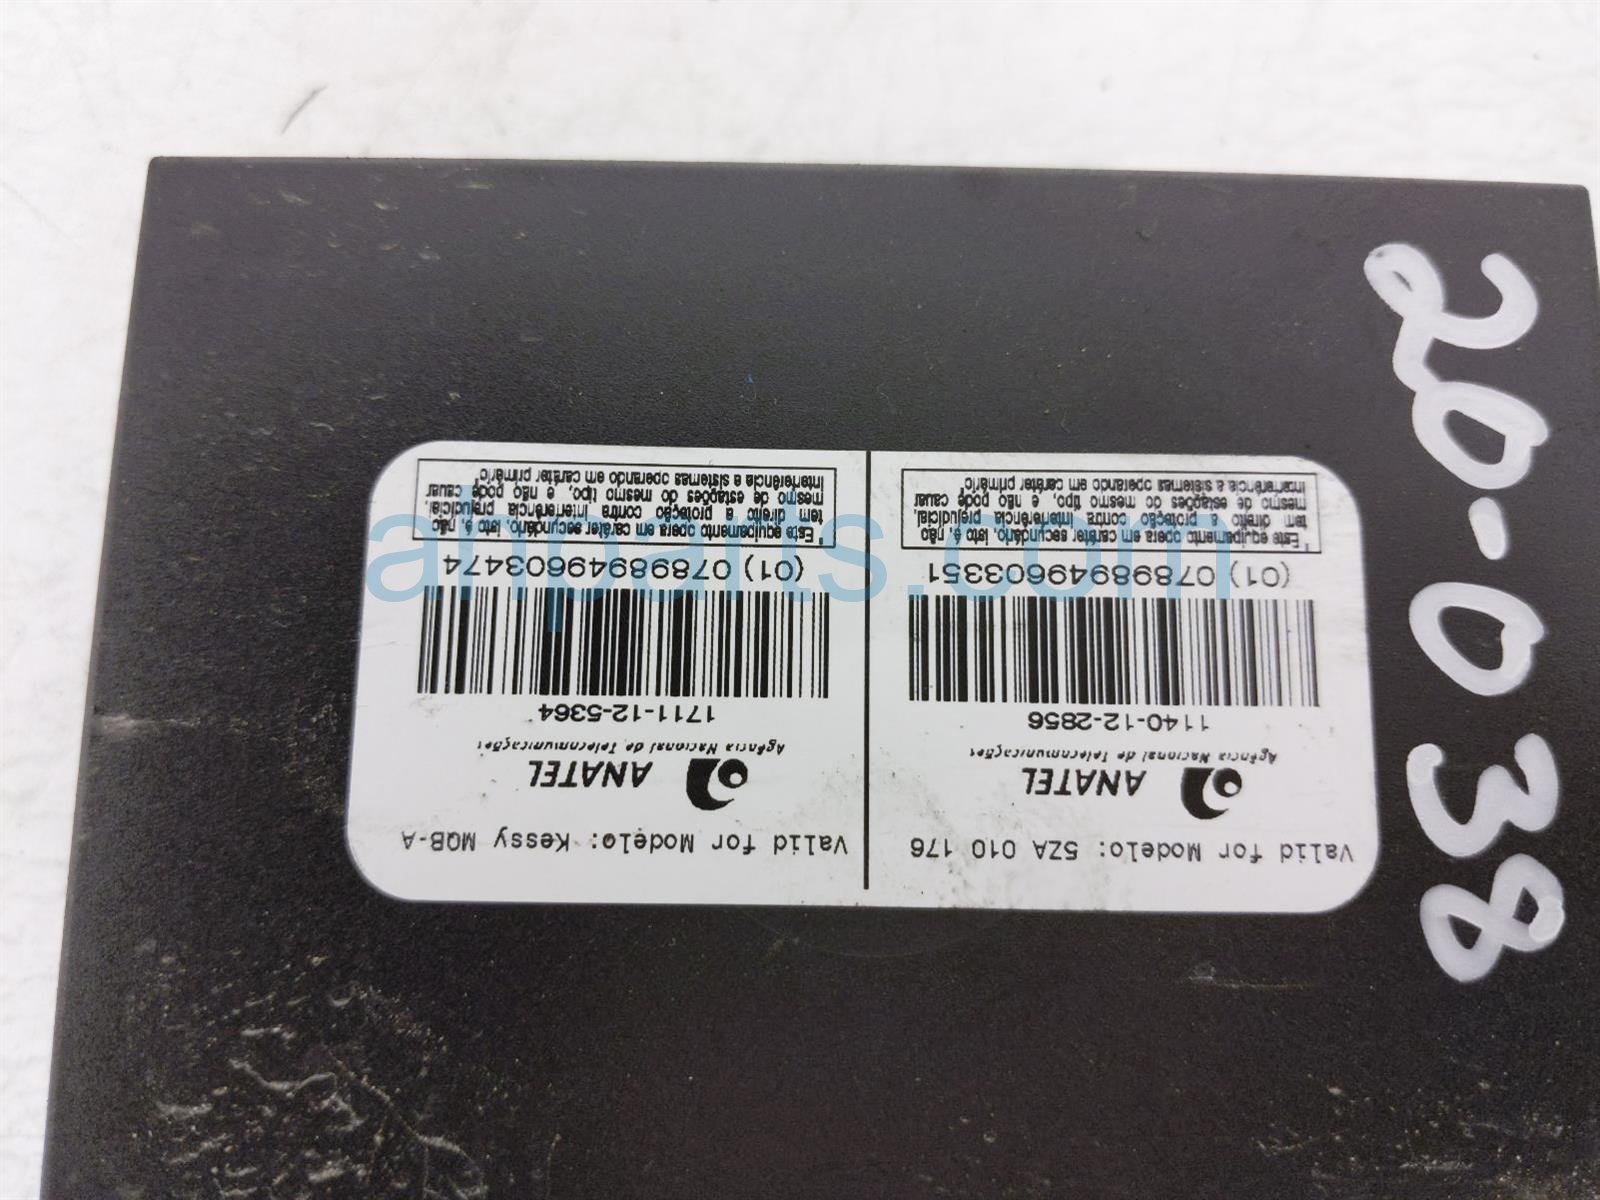 Valid for Modelo: 5ZA 010 176
ANATEL
Agência Nacional de Telecomunicações
1140-12-2856
(01) 07898949603351
"Este equipamento opera em caráter secundário, isto é, não
tem direito a proteção contra interferência prejudicial,
mesmo de estações do mesmo tipo, e não pode causar
interferência a sistemas operando em caráter primário"
Valid for Modelo: Kessy MQB-A
ANATEL
Agência Nacional de Telecomunicações
1711-12-5364
(01) 07898949603474
"Este equipamento opera em caráter secundário, isto é, não
tem direito a proteção contra interferência prejudicial,
mesmo de estações do mesmo tipo, e não pode causar
interferência a sistemas operando em caráter primário"
20-038
ahparts.com